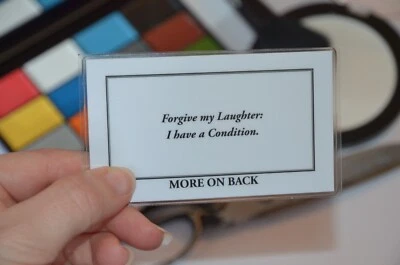 Forgive my Laughter:
I have a Condition.
MORE ON BACK